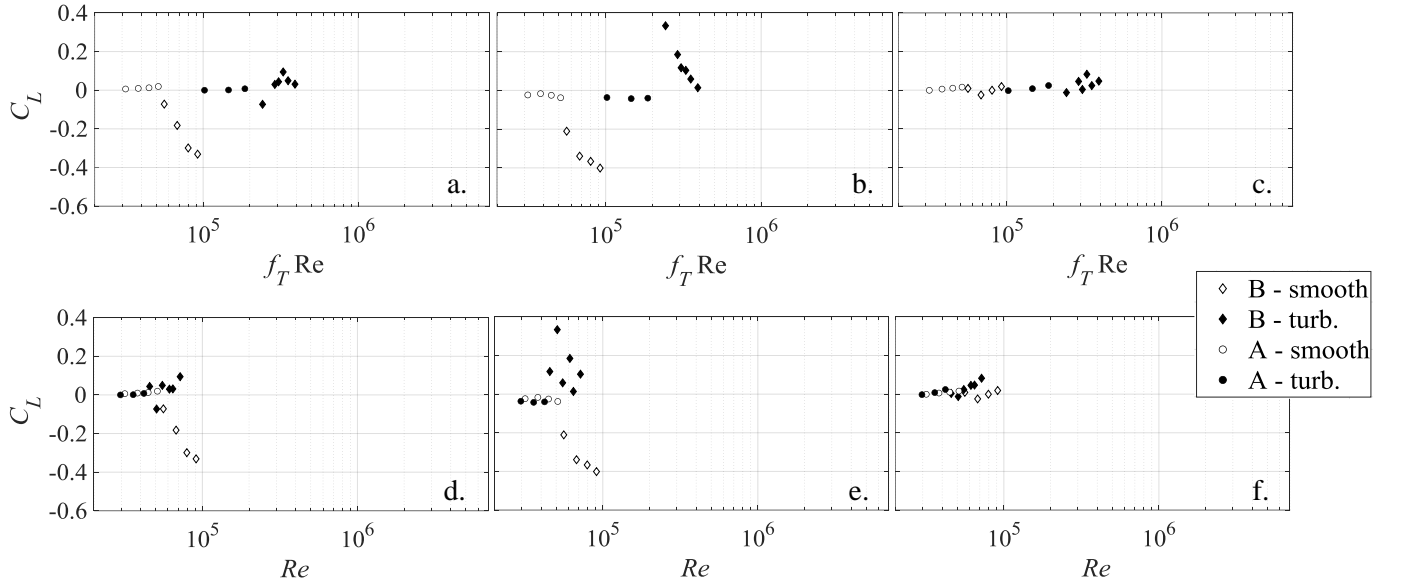 0.4
0.2
0
-0.2
-0.4
-0.6
C_L
a.
b.
c.
10^5 10^6
10^5 10^6
10^5 10^6
f_T Re
f_T Re
f_T Re
B - smooth
B - turb.
A - smooth
A - turb.
0.4
0.2
0
-0.2
-0.4
-0.6
C_L
d.
e.
f.
10^5 10^6
10^5 10^6
10^5 10^6
Re
Re
Re